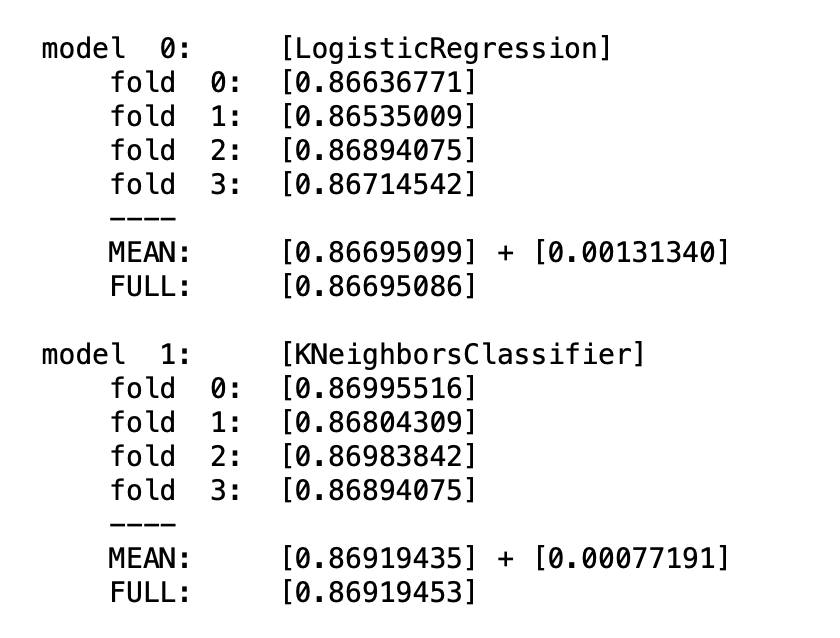 model  0:     [LogisticRegression]
    fold  0:  [0.86636771]
    fold  1:  [0.86535009]
    fold  2:  [0.86894075]
    fold  3:  [0.86714542]
    ----
    MEAN:     [0.86695099] + [0.00131340]
    FULL:     [0.86695086]

model  1:     [KNeighborsClassifier]
    fold  0:  [0.86995516]
    fold  1:  [0.86804309]
    fold  2:  [0.86983842]
    fold  3:  [0.86894075]
    ----
    MEAN:     [0.86919435] + [0.00077191]
    FULL:     [0.86919453]